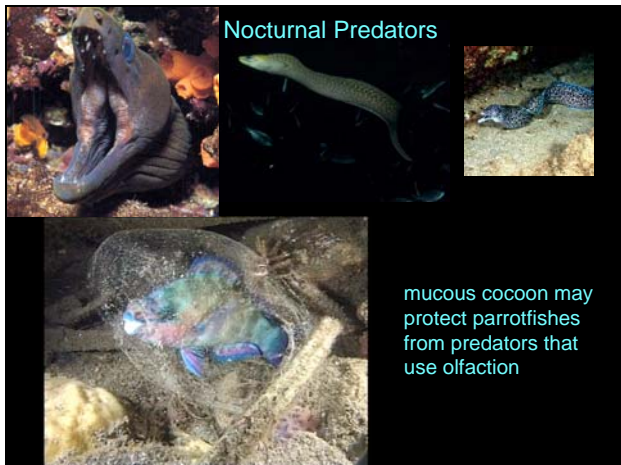 Nocturnal Predators
mucous cocoon may
protect parrotfishes
from predators that
use olfaction